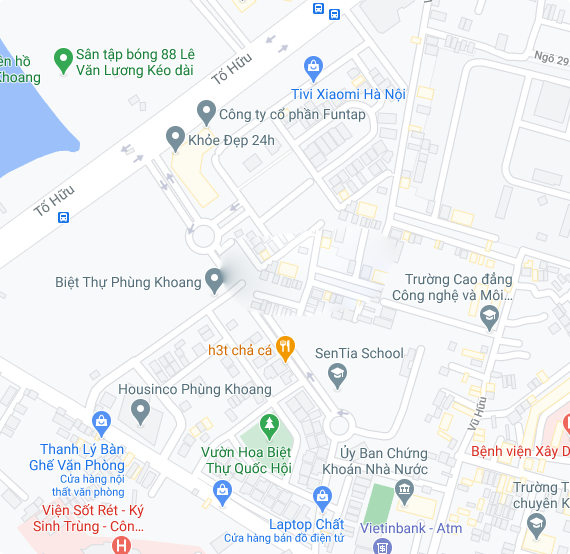 Ngõ 29
Sân tập bóng 88 Lê
Văn Lương Kéo dài
ên hồ
Khoang
Tố Hữu
Tivi Xiaomi Hà Nội
Công ty cổ phần Funtap
Khỏe Đẹp 24h
Tố Hữu
Biệt Thự Phùng Khoang
Trường Cao đẳng
Công nghệ và Môi...
h3t chả cá
SenTia School
Housinco Phùng Khoang
Vũ Hữu
Thanh Lý Bàn
Ghế Văn Phòng
Cửa hàng nội
thất văn phòng
Vườn Hoa Biệt
Thự Quốc Hội
Ủy Ban Chứng
Khoán Nhà Nước
Bệnh viện Xây D
Viện Sốt Rét - Ký
Sinh Trùng - Côn...
Laptop Chất
Cửa hàng bán đồ điện tử
Vietinbank - Atm
Trường T
chuyên K